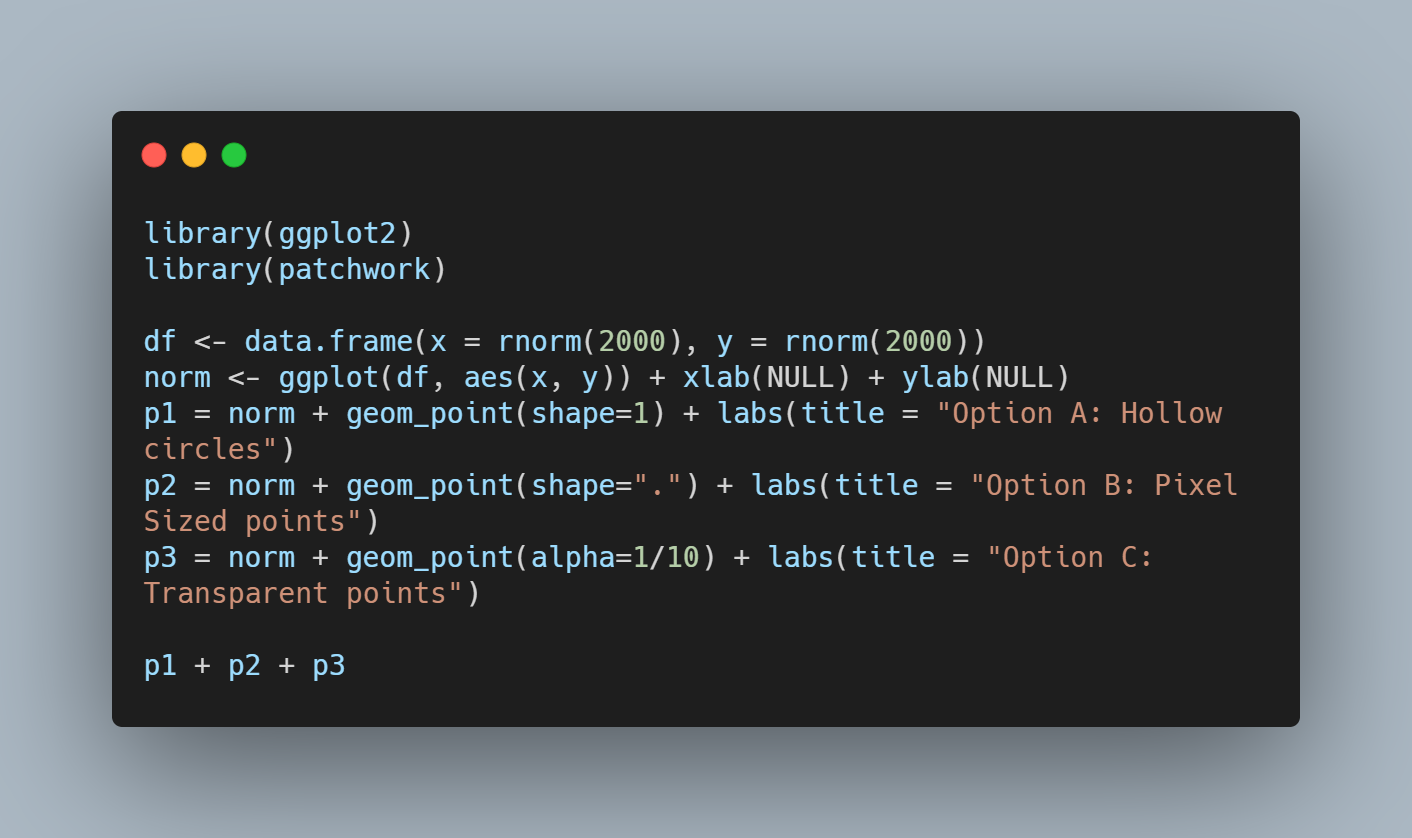 library(ggplot2)
library(patchwork)
df <- data.frame(x = rnorm(2000), y = rnorm(2000))
norm <- ggplot(df, aes(x, y)) + xlab(NULL) + ylab(NULL)
p1 = norm + geom_point(shape=1) + labs(title = "Option A: Hollow
circles")
p2 = norm + geom_point(shape=".") + labs(title = "Option B: Pixel
Sized points")
p3 = norm + geom_point(alpha=1/10) + labs(title = "Option C:
Transparent points")
p1 + p2 + p3